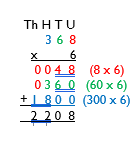 Th H T U
3 6 8
x 6
0 0 4 8 (8 x 6)
0 3 6 0 (60 x 6)
+ 1 8 0 0 (300 x 6)
2 2 0 8